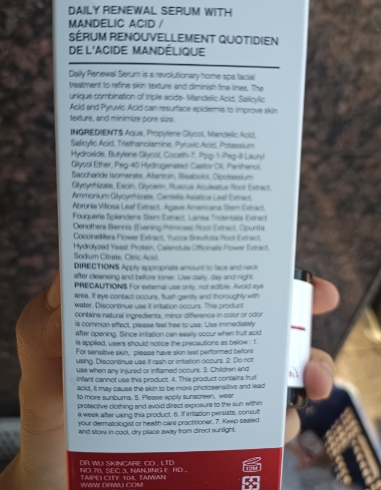 DAILY RENEWAL SERUM WITH
MANDELIC ACID /
SÉRUM RENOUVELLEMENT QUOTIDIEN
DE L'ACIDE MANDÉLIQUE
Daily Renewal Serum is a revolutionary home spa facial
treatment to refine skin texture and diminish fine lines. The
unique combination of triple acids- Mandelic Acid, Salicylic
Acid and Pyruvic Acid can resurface epidermis to improve skin
texture, and minimize pore size.
INGREDIENTS Aqua, Propylene Glycol, Mandelic Acid,
Salicylic Acid, Triethanolamine, Pyruvic Acid, Potassium
Hydroxide, Butylene Glycol, Ceteth-7, Ppg-1-Peg-9 Lauryl
Glycol Ether, Peg-40 Hydrogenated Castor Oil, Panthenol,
Saccharide Isomerate, Allantoin, Bisabolol, Dipotassium
Glycyrrhizate, Escin, Glycerin, Ruscus Aculeatus Root Extract,
Ammonium Glycyrrhizate, Centella Asiatica Leaf Extract,
Abronia Villosa Leaf Extract, Agave Americana Stem Extract,
Fouquieria Splendens Stem Extract, Larrea Tridentata Extract
Oenothera Biennis (Evening Primrose) Root Extract, Opuntia
Coccinellifera Flower Extract, Yucca Brevifolia Root Extract,
Hydrolyzed Yeast Protein, Calendula Officinalis Flower Extract,
Sodium Citrate, Citric Acid.
DIRECTIONS Apply appropriate amount to face and neck
after cleansing and before toner. Use daily, day and night.
PRECAUTIONS For external use only, not edible. Avoid eye
area. If eye contact occurs, flush gently and thoroughly with
water. Discontinue use if irritation occurs. This product
contains natural ingredients, minor difference in color or odor
is common effect, please feel free to use. Use immediately
after opening. Since irritation can easily occur when fruit acid
is applied, users should notice the precautions as below: 1.
For sensitive skin, please have skin test performed before
using. Discontinue use if rash or irritation occurs. 2. Do not
use when any injured or inflamed occurs. 3. Children and
infant cannot use this product. 4. This product contains fruit
acid, it may cause the skin to be more photosensitive and lead
to more sunburns. 5. Please apply sunscreen, wear
protective clothing and avoid direct exposure to the sun within
a week after using this product. 6. If irritation persists, consult
your dermatologist or health care practitioner. 7. Keep sealed
and store in cool, dry place away from direct sunlight.
DR WU SKINCARE CO., LTD
NO.70, SEC.3, NANJING E. RD.,
TAIPEI CITY 104, TAIWAN
WWW.DRWU.COM
12M